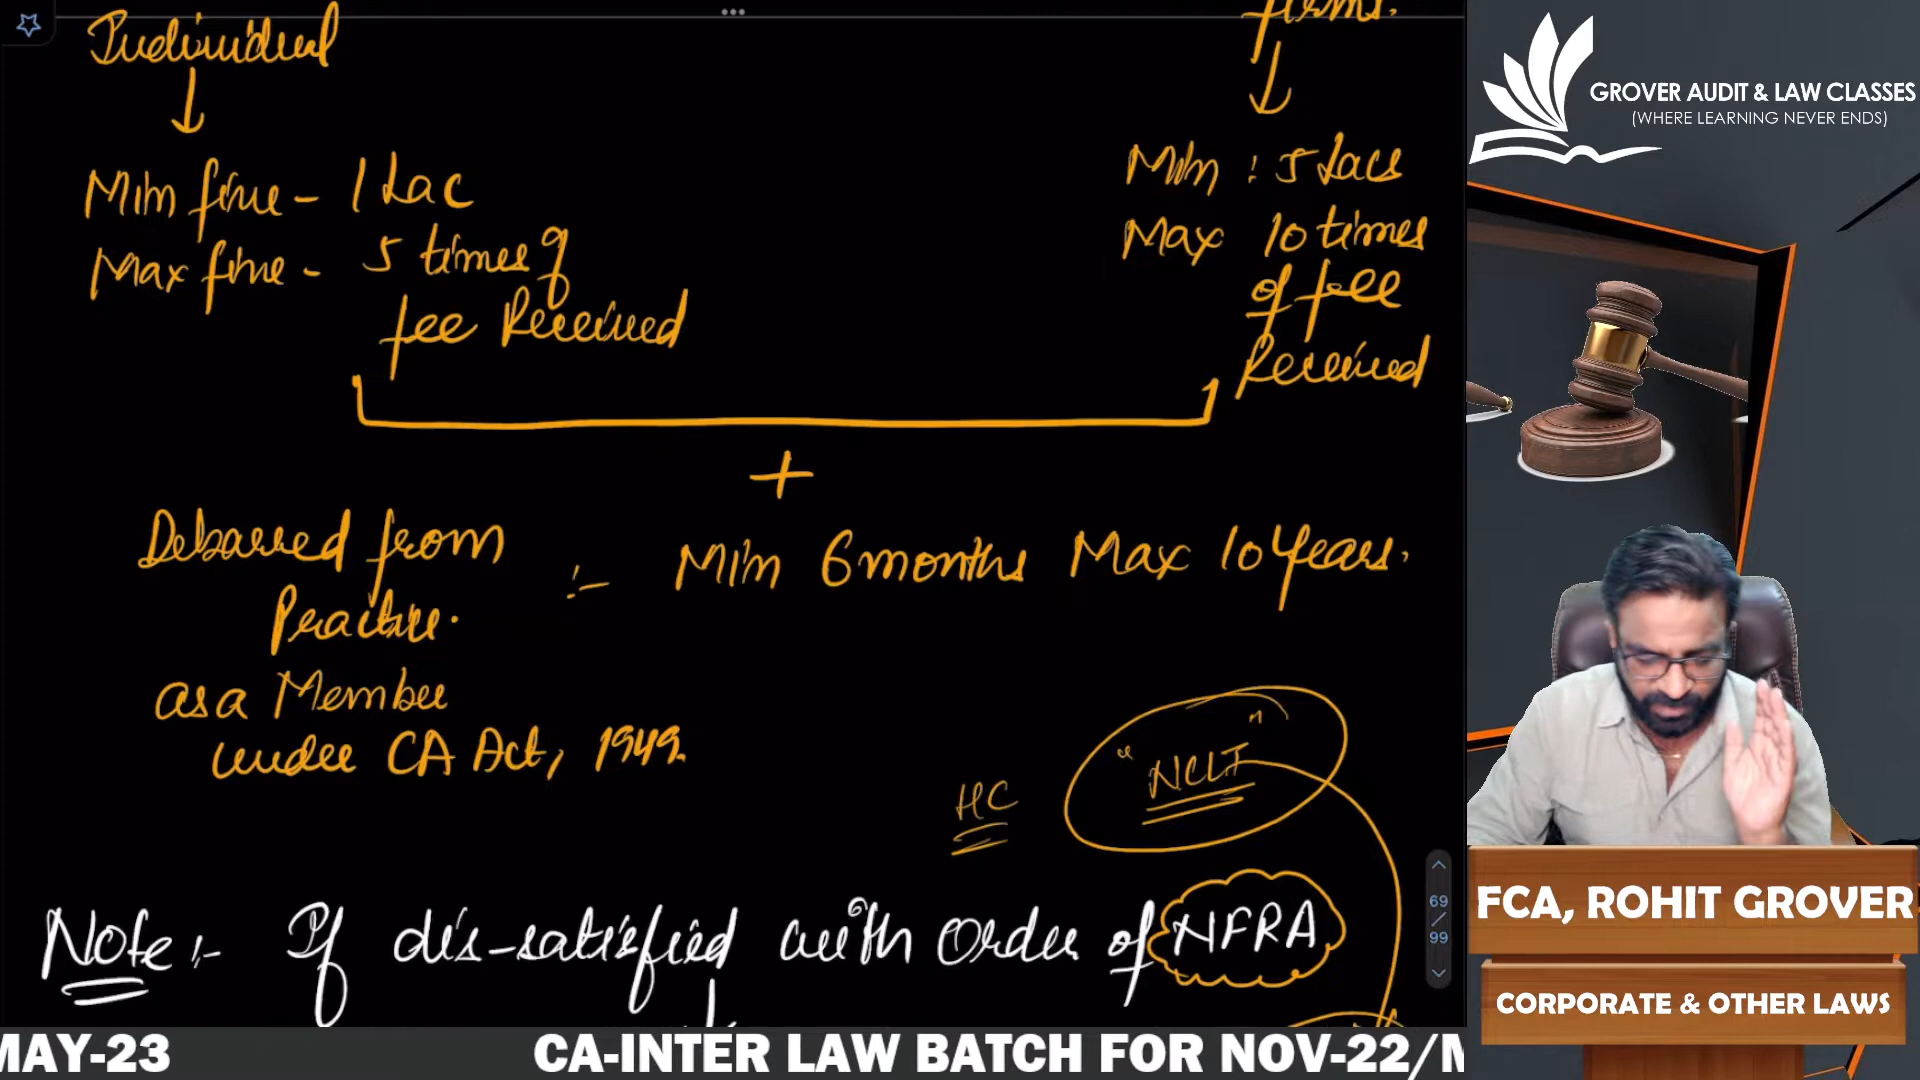 Individual
firms.
Min fine - 1 Lac
Max fine - 5 times of
fee Received
Min : 5 Lacs
Max 10 times
of fee
Received
+
Debarred from
Practice.
:- Min 6 months Max 10 Years.
as a Member
under CA Act, 1949.
HC
"NCLT"
Note :- If dis-satisfied with Order of NFRA
69
/
99
GROVER AUDIT & LAW CLASSES
(WHERE LEARNING NEVER ENDS)
FCA, ROHIT GROVER
CORPORATE & OTHER LAWS
MAY-23 CA-INTER LAW BATCH FOR NOV-22/M